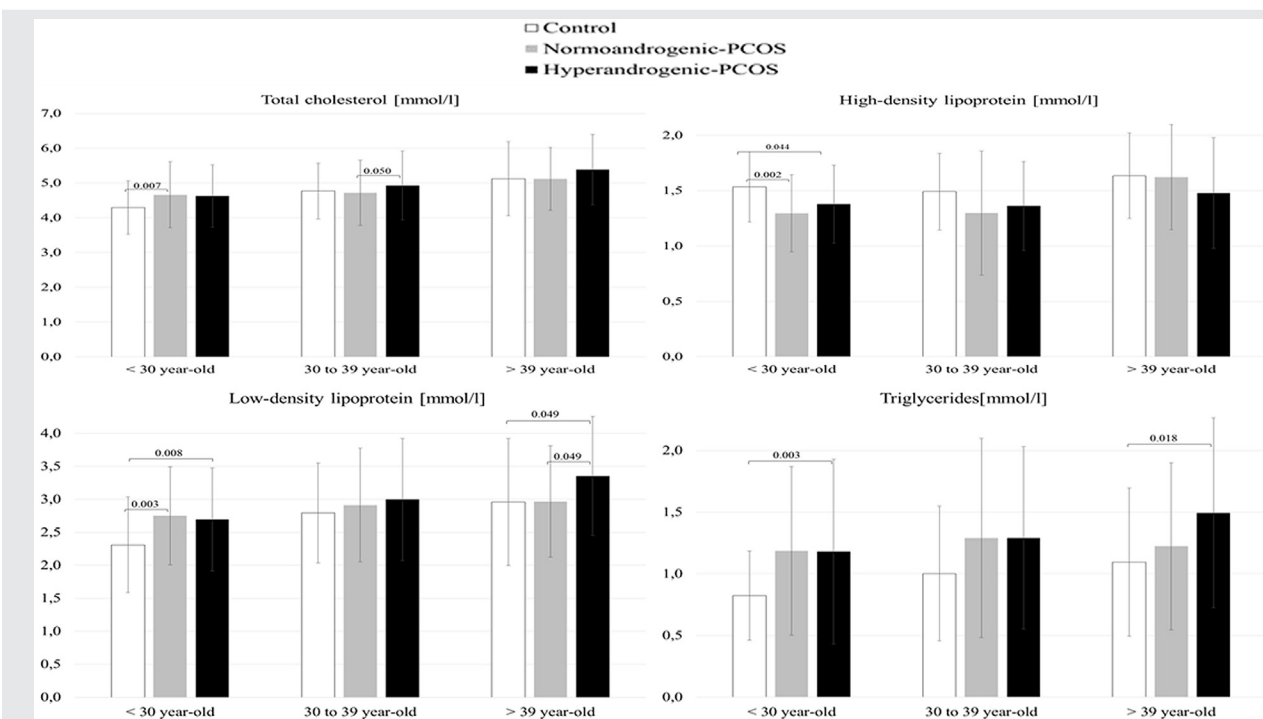 Control
Normoandrogenic-PCOS
Hyperandrogenic-PCOS
Total cholesterol [mmol/l]
7,0
6,0
5,0
4,0
3,0
2,0
1,0
0,0
0.007
0.050
< 30 year-old
30 to 39 year-old
> 39 year-old
High-density lipoprotein [mmol/l]
2,0
1,5
1,0
0,5
0,0
0.044
0.002
< 30 year-old
30 to 39 year-old
> 39 year-old
Low-density lipoprotein [mmol/l]
4,0
3,5
3,0
2,5
2,0
1,5
1,0
0,5
0,0
0.008
0.003
0.049
0.049
< 30 year-old
30 to 39 year-old
> 39 year-old
Triglycerides[mmol/l]
2,0
1,5
1,0
0,5
0,0
0.003
0.018
< 30 year-old
30 to 39 year-old
> 39 year-old